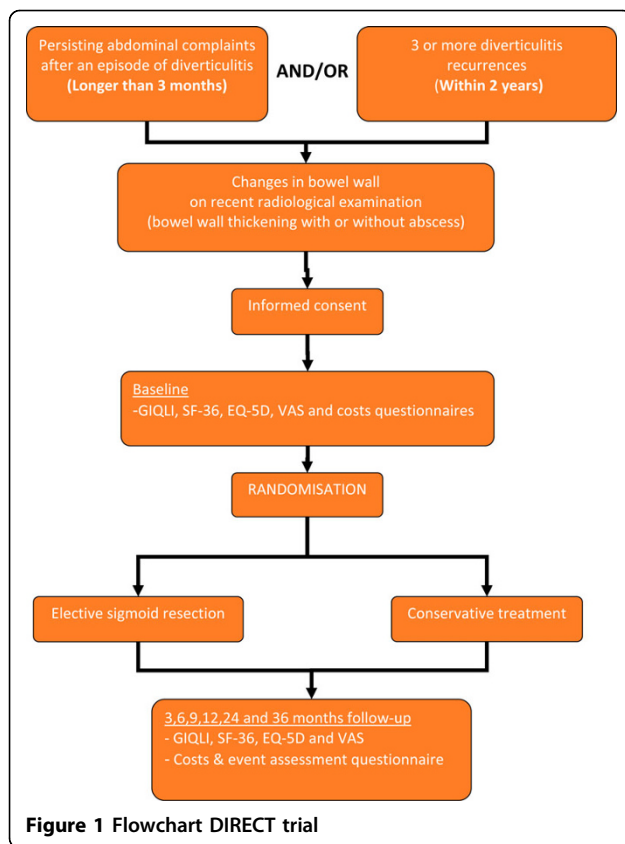 Persisting abdominal complaints
after an episode of diverticulitis
(Longer than 3 months)
AND/OR
3 or more diverticulitis
recurrences
(Within 2 years)
Changes in bowel wall
on recent radiological examination
(bowel wall thickening with or without abscess)
Informed consent
Baseline
-GIQLI, SF-36, EQ-5D, VAS and costs questionnaires
RANDOMISATION
Elective sigmoid resection
Conservative treatment
3,6,9,12,24 and 36 months follow-up
- GIQLI, SF-36, EQ-5D and VAS
- Costs & event assessment questionnaire
Figure 1 Flowchart DIRECT trial